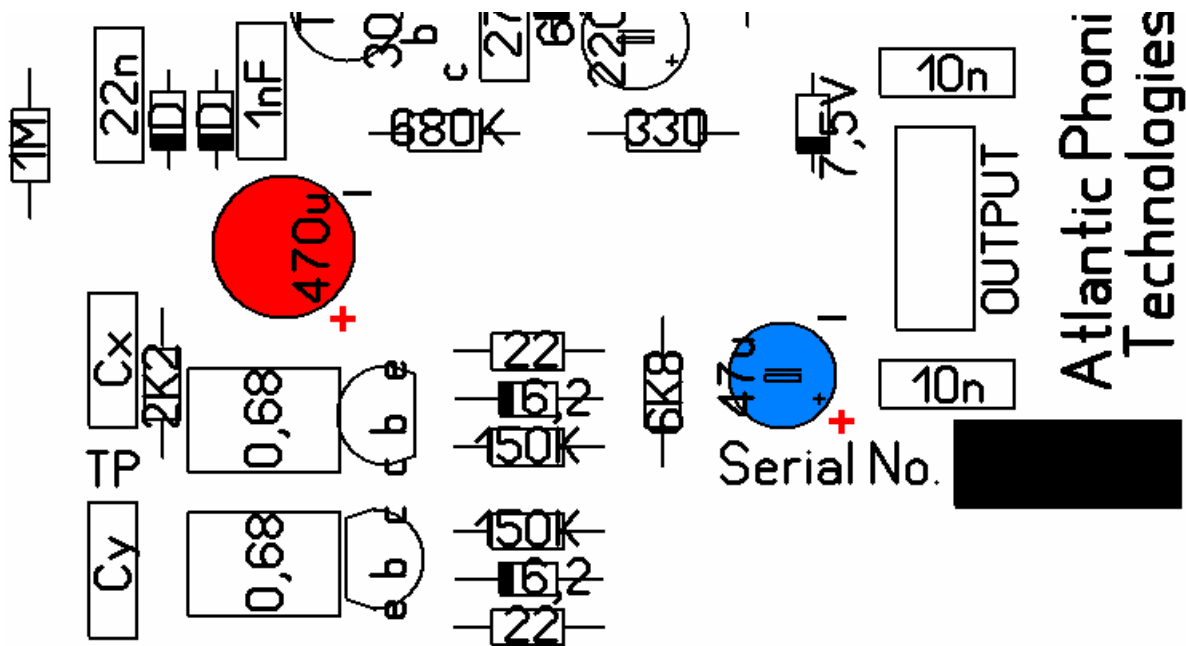 22n
D
D
1nF
1M
b
c
680K
330
7,5V
10n
OUTPUT
470u
Cx
2K2
0,68
e
b
c
22
6,2
150K
6K8
47u
10n
TP
Cy
0,68
c
b
e
150K
6,2
22
Serial No.
Atlantic Phoni
Technologies